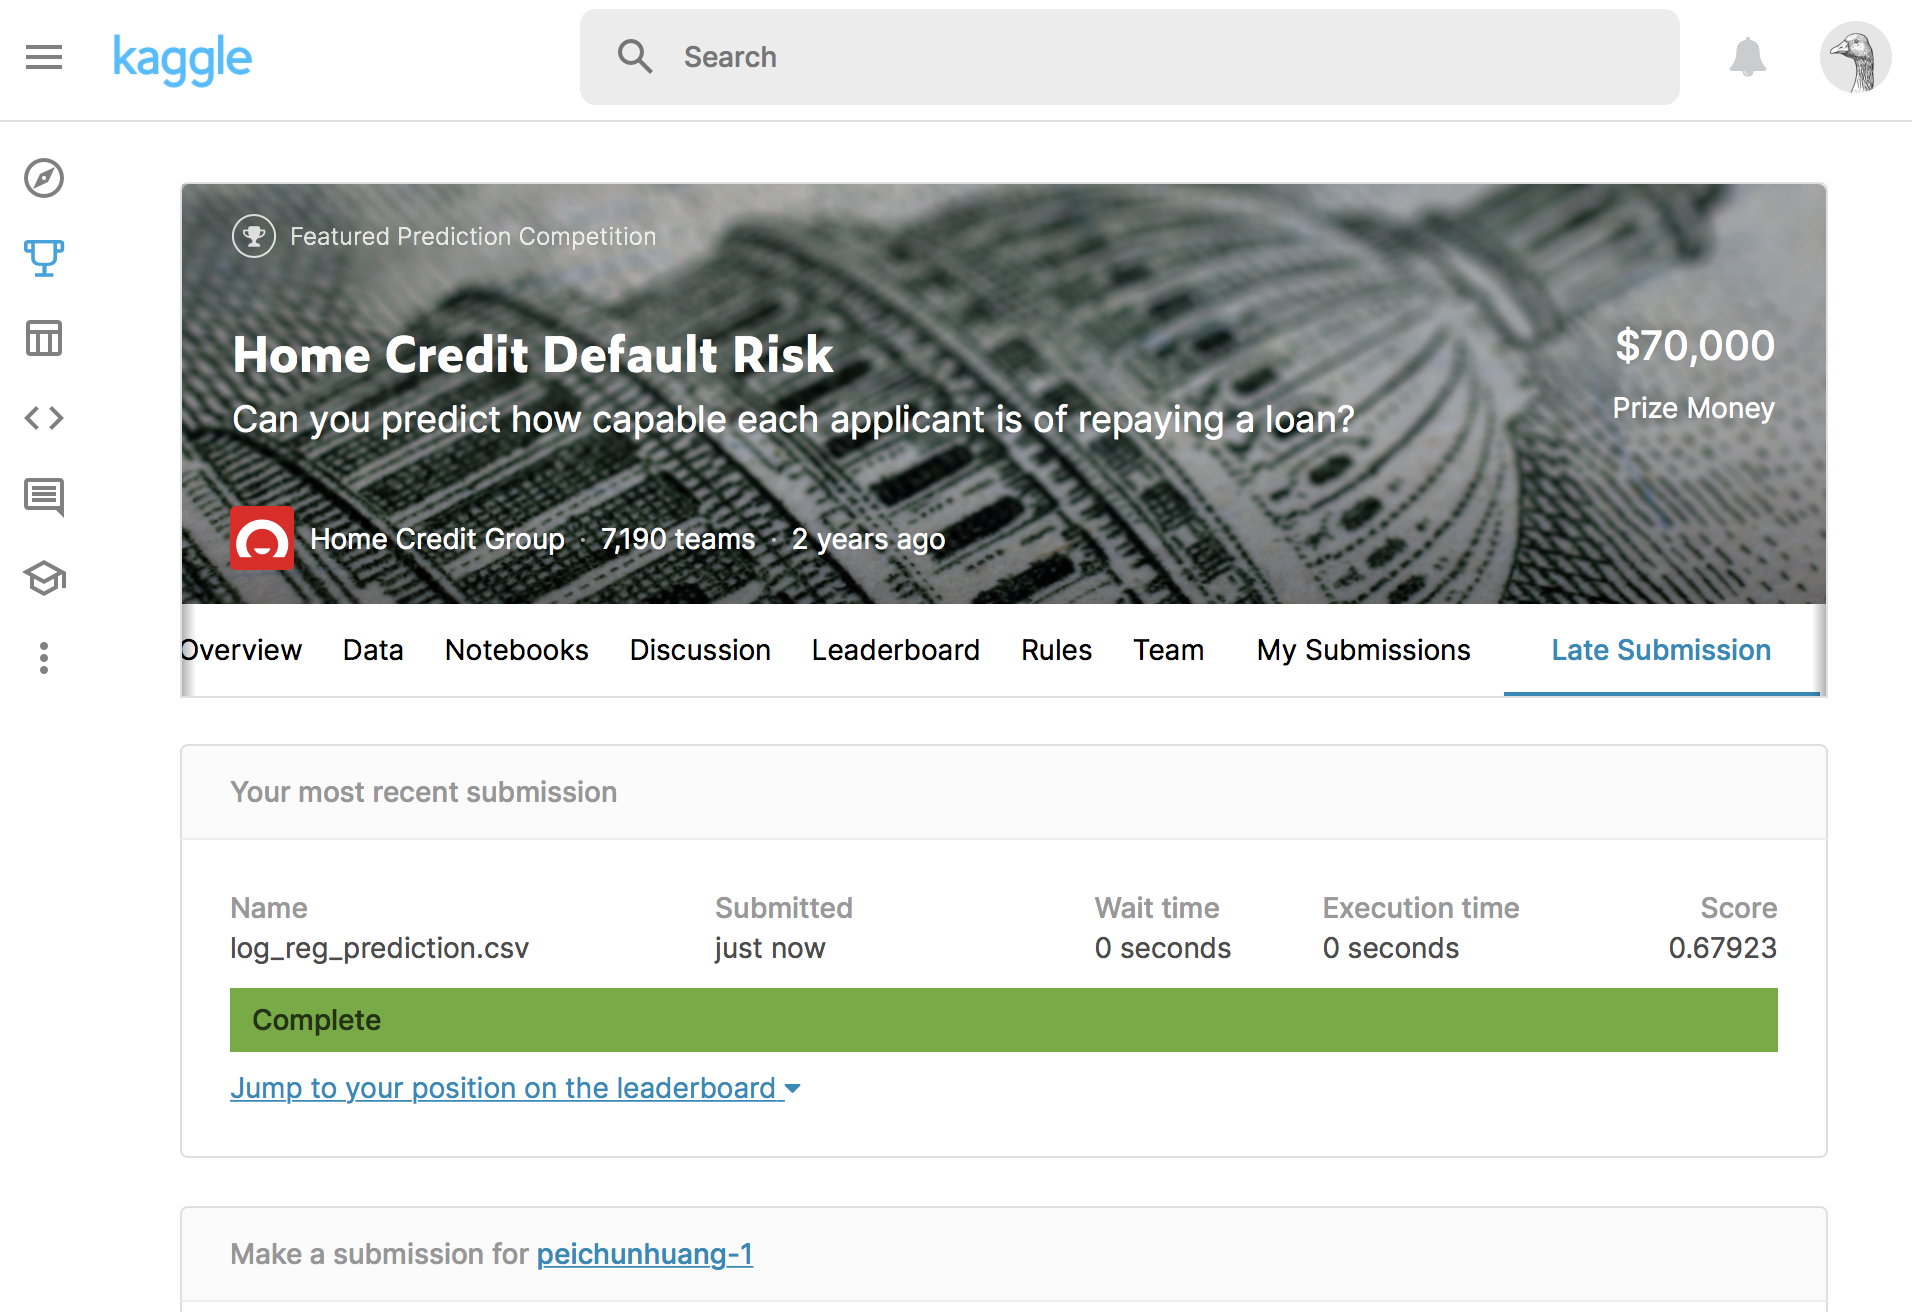 kaggle
Search
Featured Prediction Competition
Home Credit Default Risk
$70,000
Can you predict how capable each applicant is of repaying a loan?
Prize Money
Home Credit Group · 7,190 teams · 2 years ago
Overview Data Notebooks Discussion Leaderboard Rules Team My Submissions Late Submission
Your most recent submission
Name Submitted Wait time Execution time Score
log_reg_prediction.csv just now 0 seconds 0 seconds 0.67923
Complete
Jump to your position on the leaderboard
Make a submission for peichunhuang-1